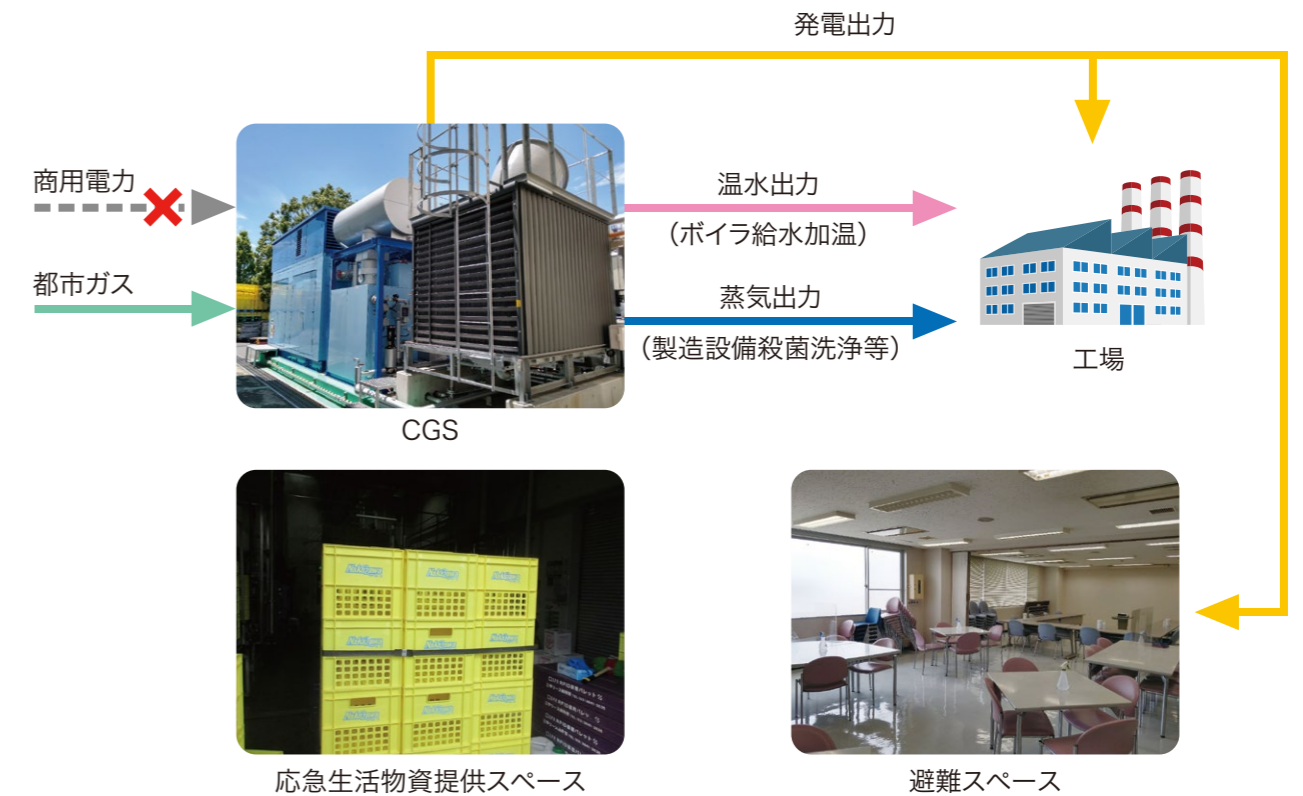 発電出力
商用電力
都市ガス
温水出力
（ボイラ給水加温）
蒸気出力
（製造設備殺菌洗浄等）
工場
CGS
応急生活物資提供スペース
避難スペース